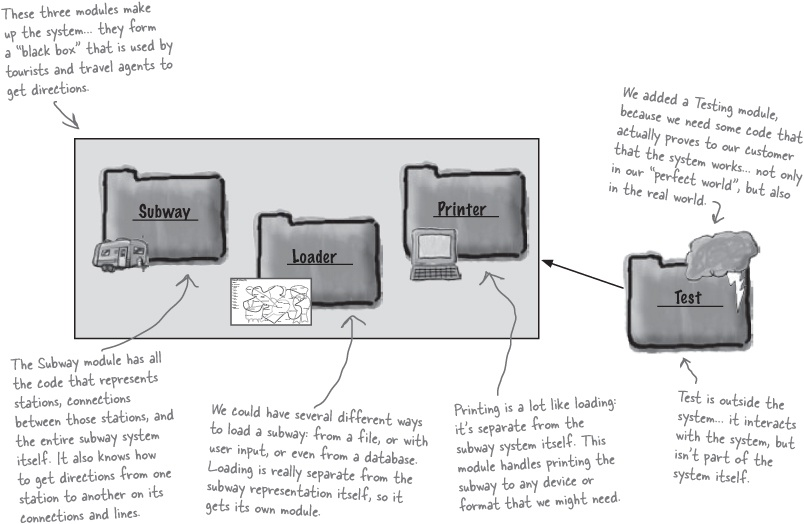 These three modules make
up the system... they form
a "black box" that is used by
tourists and travel agents to
get directions.
We added a Testing module,
because we need some code that
actually proves to our customer
that the system works... not only
in our "perfect world", but also
in the real world.
Subway
Loader
Printer
Test
The Subway module has all
the code that represents
stations, connections
between those stations, and
the entire subway system
itself. It also knows how
to get directions from one
station to another on its
connections and lines.
We could have several different ways
to load a subway: from a file, or with
user input, or even from a database.
Loading is really separate from the
subway representation itself, so it
gets its own module.
Printing is a lot like loading:
it's separate from the
subway system itself. This
module handles printing the
subway to any device or
format that we might need.
Test is outside the
system... it interacts
with the system, but
isn't part of the
system itself.